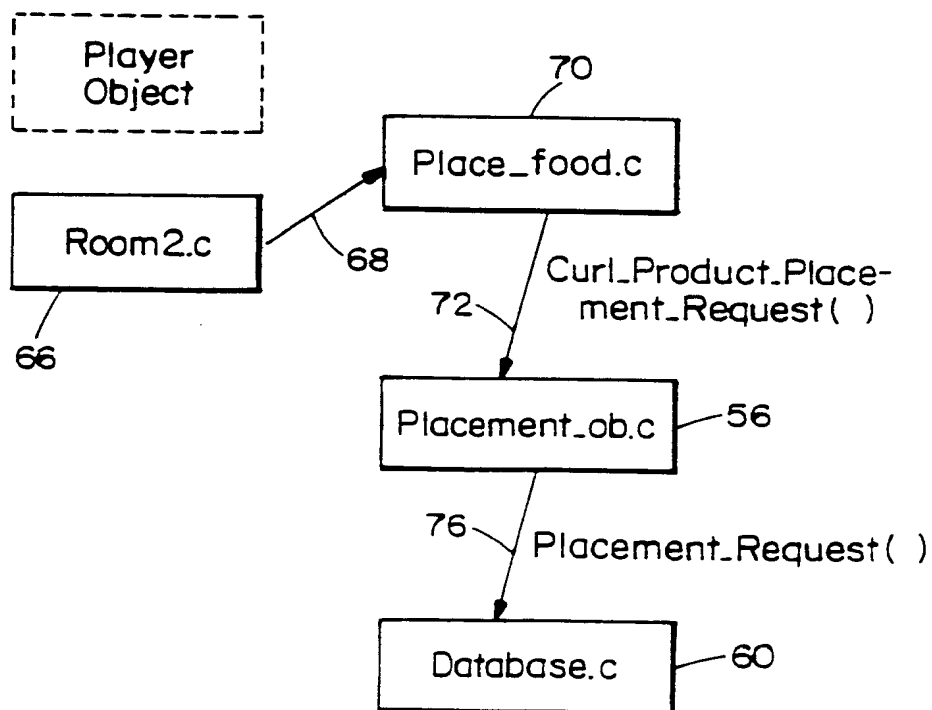 Player
Object
70
Place_food.c
Room2.c
68
66
Curl_Product_Place-
ment_Request( )
72
Placement_ob.c
56
76
Placement_Request( )
Database.c
60